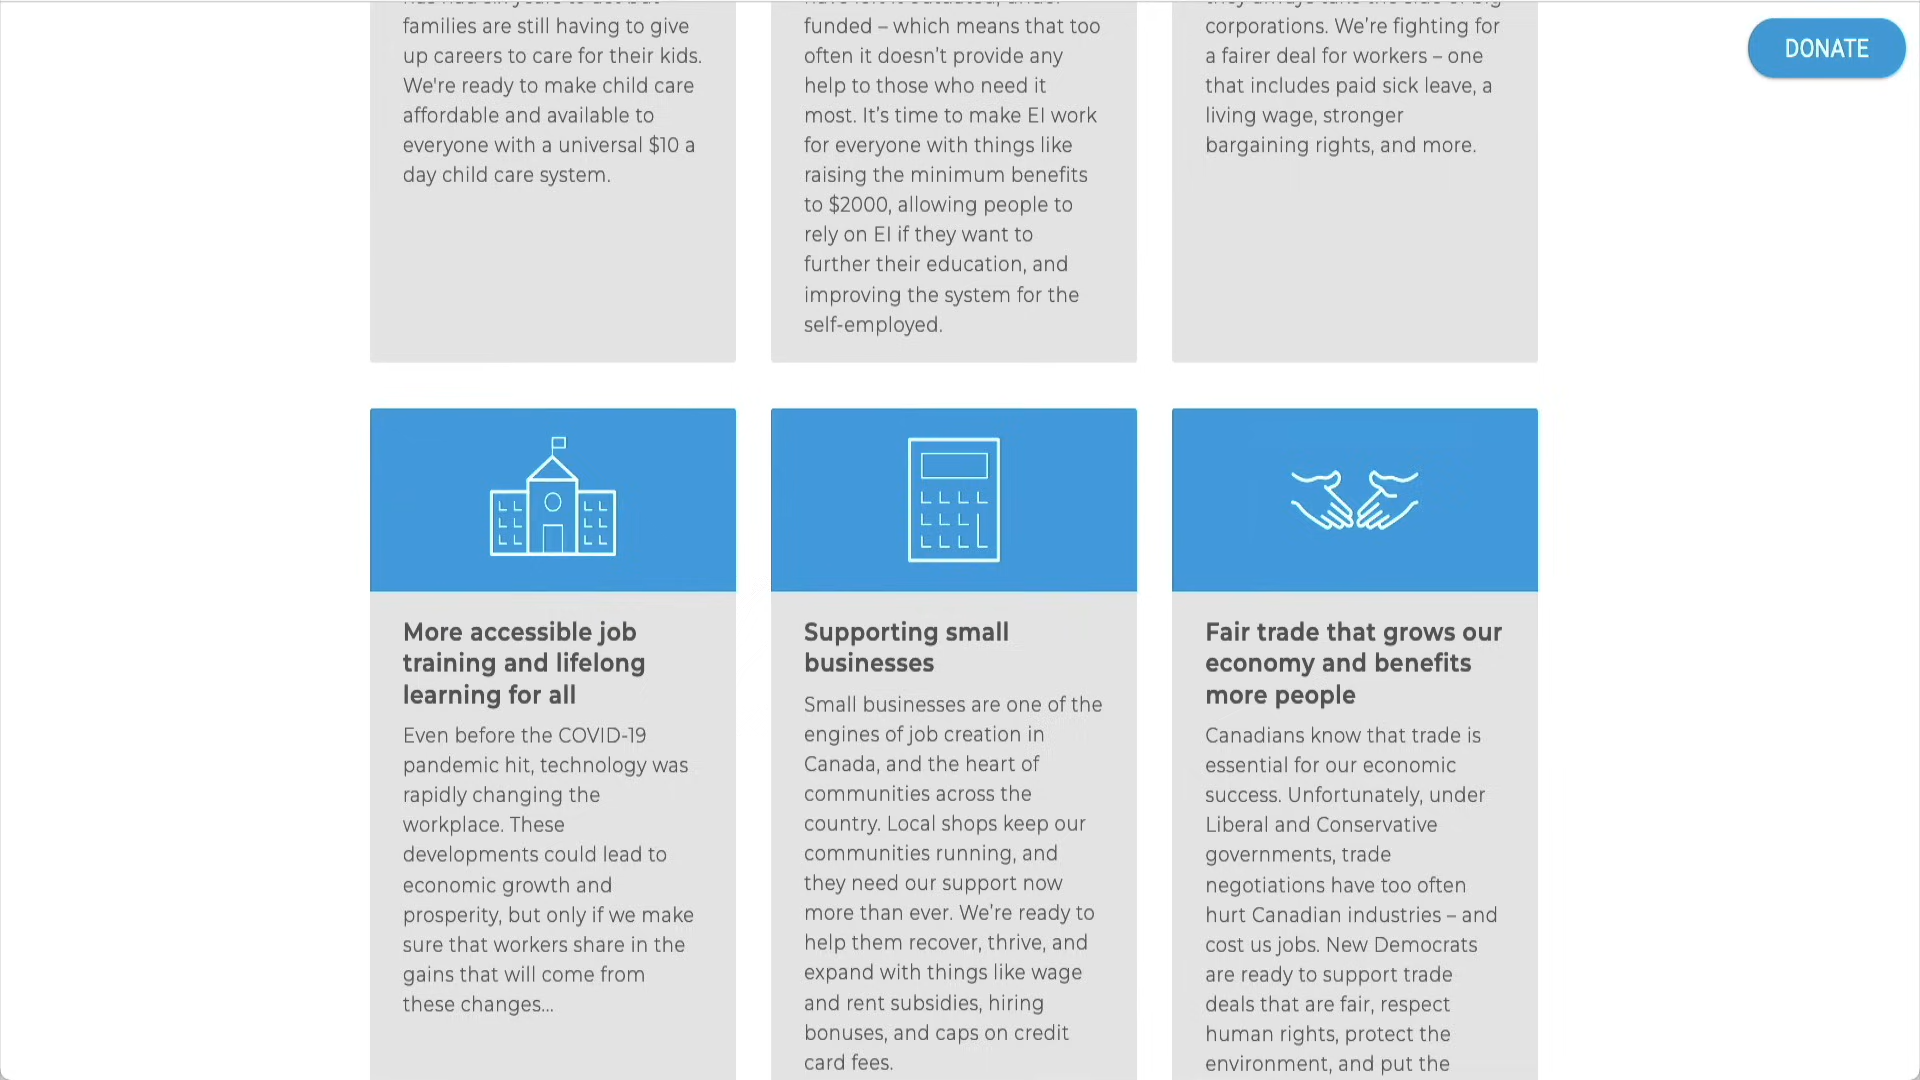 families are still having to give
up careers to care for their kids.
We're ready to make child care
affordable and available to
everyone with a universal $10 a
day child care system.
funded – which means that too
often it doesn’t provide any
help to those who need it
most. It’s time to make EI work
for everyone with things like
raising the minimum benefits
to $2000, allowing people to
rely on EI if they want to
further their education, and
improving the system for the
self-employed.
corporations. We’re fighting for
a fairer deal for workers – one
that includes paid sick leave, a
living wage, stronger
bargaining rights, and more.
DONATE
More accessible job
training and lifelong
learning for all
Even before the COVID-19
pandemic hit, technology was
rapidly changing the
workplace. These
developments could lead to
economic growth and
prosperity, but only if we make
sure that workers share in the
gains that will come from
these changes...
Supporting small
businesses
Small businesses are one of the
engines of job creation in
Canada, and the heart of
communities across the
country. Local shops keep our
communities running, and
they need our support now
more than ever. We’re ready to
help them recover, thrive, and
expand with things like wage
and rent subsidies, hiring
bonuses, and caps on credit
card fees.
Fair trade that grows our
economy and benefits
more people
Canadians know that trade is
essential for our economic
success. Unfortunately, under
Liberal and Conservative
governments, trade
negotiations have too often
hurt Canadian industries – and
cost us jobs. New Democrats
are ready to support trade
deals that are fair, respect
human rights, protect the
environment, and put the